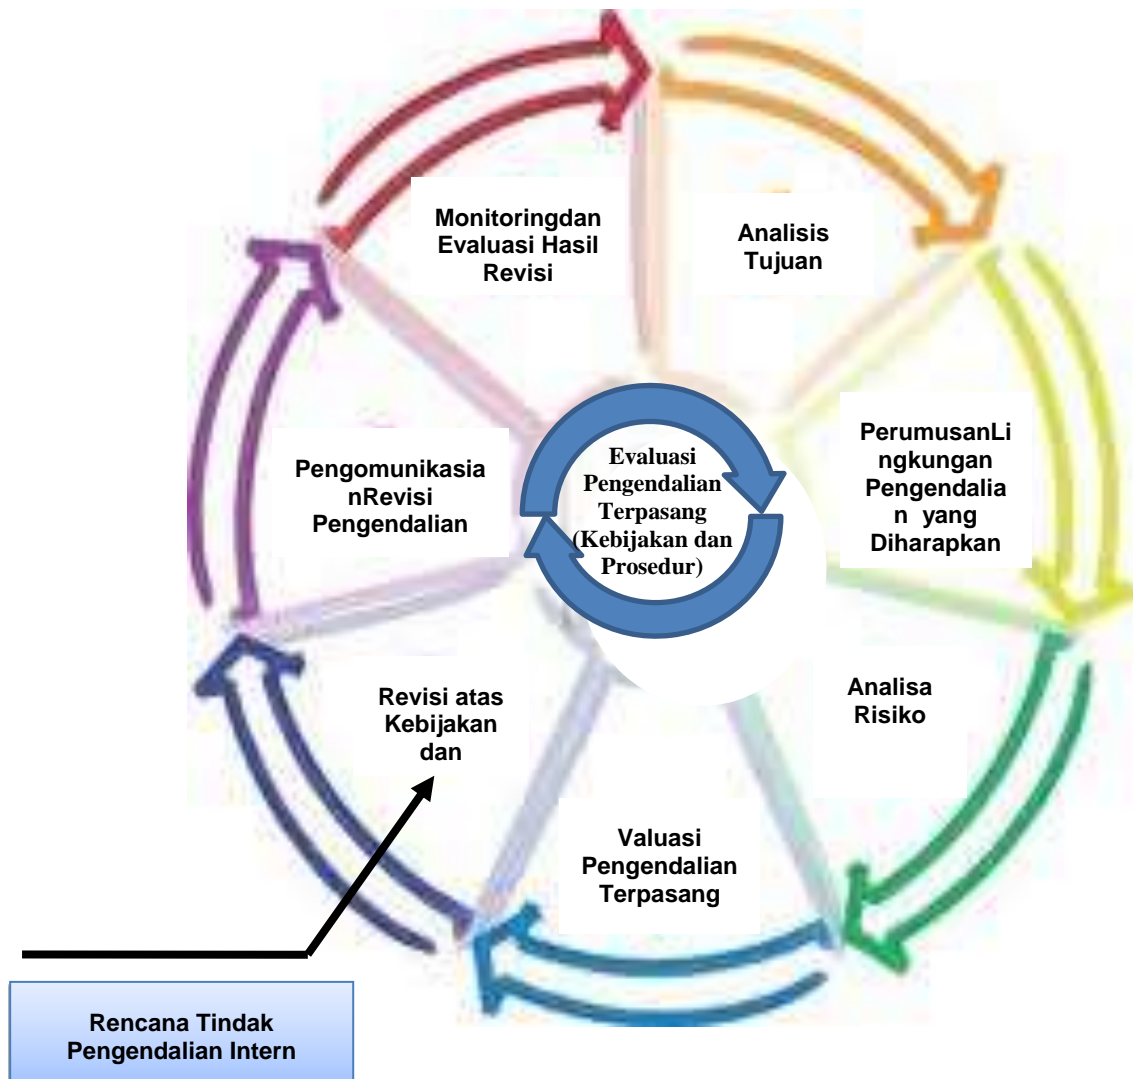 Monitoringdan
Evaluasi Hasil
Revisi
Analisis
Tujuan
PerumusanLi
ngkungan
Pengendalia
n yang
Diharapkan
Pengomunikasia
nRevisi
Pengendalian
Evaluasi
Pengendalian
Terpasang
(Kebijakan dan
Prosedur)
Analisa
Risiko
Revisi atas
Kebijakan
dan
Valuasi
Pengendalian
Terpasang
Rencana Tindak
Pengendalian Intern